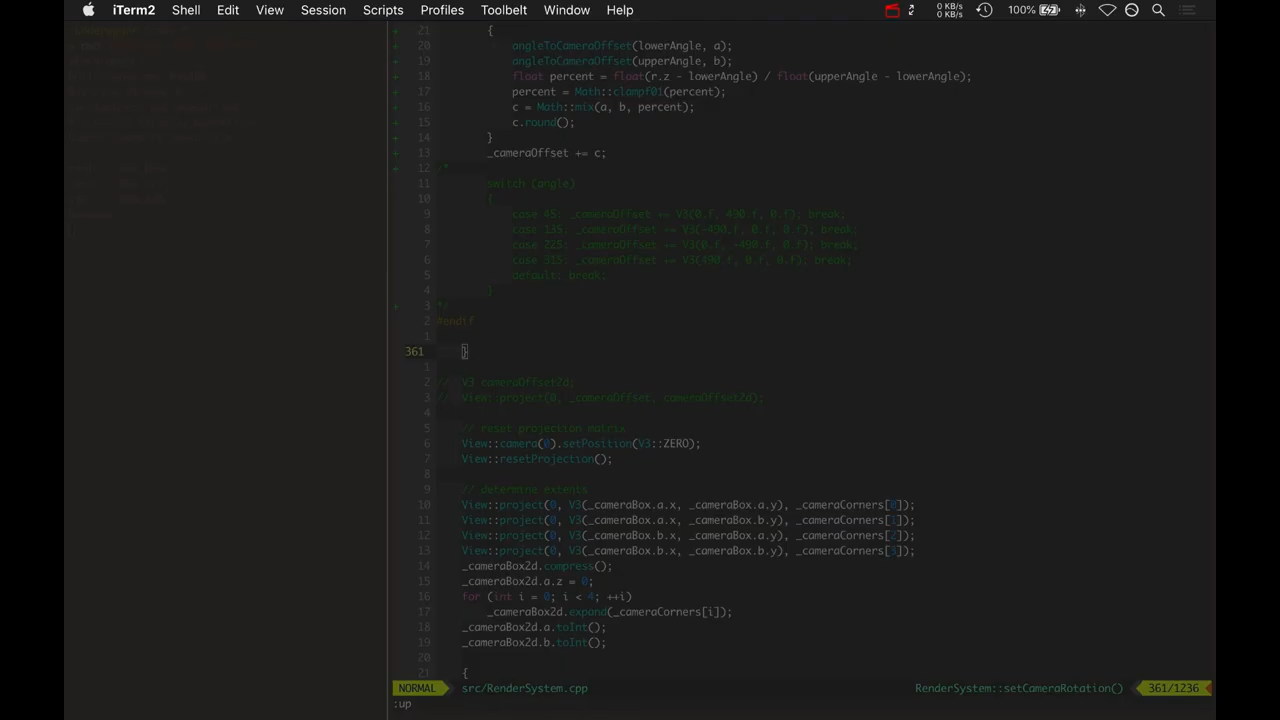 iTerm2 Shell Edit View Session Scripts Profiles Toolbelt Window Help 0 KB/s 0 KB/s 100%
21 {
+ 20 angleToCameraOffset(lowerAngle, a);
+ 19 angleToCameraOffset(upperAngle, b);
+ 18 float percent = float(r.z - lowerAngle) / float(upperAngle - lowerAngle);
+ 17 percent = Math::clampf01(percent);
+ 16 c = Math::mix(a, b, percent);
+ 15 c.round();
+ 14 }
+ 13 _cameraOffset += c;
+ 12 /*
11 switch (angle)
10 {
9 case 45: _cameraOffset += V3(0.f, 490.f, 0.f); break;
8 case 135: _cameraOffset += V3(-490.f, 0.f, 0.f); break;
7 case 225: _cameraOffset += V3(0.f, -490.f, 0.f); break;
6 case 315: _cameraOffset += V3(490.f, 0.f, 0.f); break;
5 default: break;
4 }
+ 3 */
2 #endif
1
361 }
1
2 // V3 cameraOffset2d;
3 // View::project(0, _cameraOffset, cameraOffset2d);
4
5 // reset projection matrix
6 View::camera(0).setPosition(V3::ZERO);
7 View::resetProjection();
8
9 // determine extents
10 View::project(0, V3(_cameraBox.a.x, _cameraBox.a.y), _cameraCorners[0]);
11 View::project(0, V3(_cameraBox.a.x, _cameraBox.b.y), _cameraCorners[1]);
12 View::project(0, V3(_cameraBox.b.x, _cameraBox.a.y), _cameraCorners[2]);
13 View::project(0, V3(_cameraBox.b.x, _cameraBox.b.y), _cameraCorners[3]);
14 _cameraBox2d.compress();
15 _cameraBox2d.a.z = 0;
16 for (int i = 0; i < 4; ++i)
17 _cameraBox2d.expand(_cameraCorners[i]);
18 _cameraBox2d.a.toInt();
19 _cameraBox2d.b.toInt();
20
21 {
NORMAL src/RenderSystem.cpp RenderSystem::setCameraRotation() 361/1236
:up